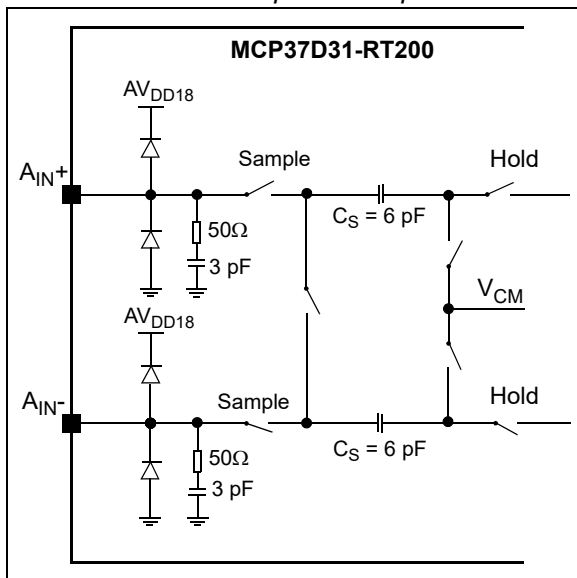 MCP37D31-RT200
AVDD18
AIN+
Sample
Hold
CS = 6 pF
50Ω
3 pF
VCM
AVDD18
AIN-
Sample
Hold
CS = 6 pF
50Ω
3 pF